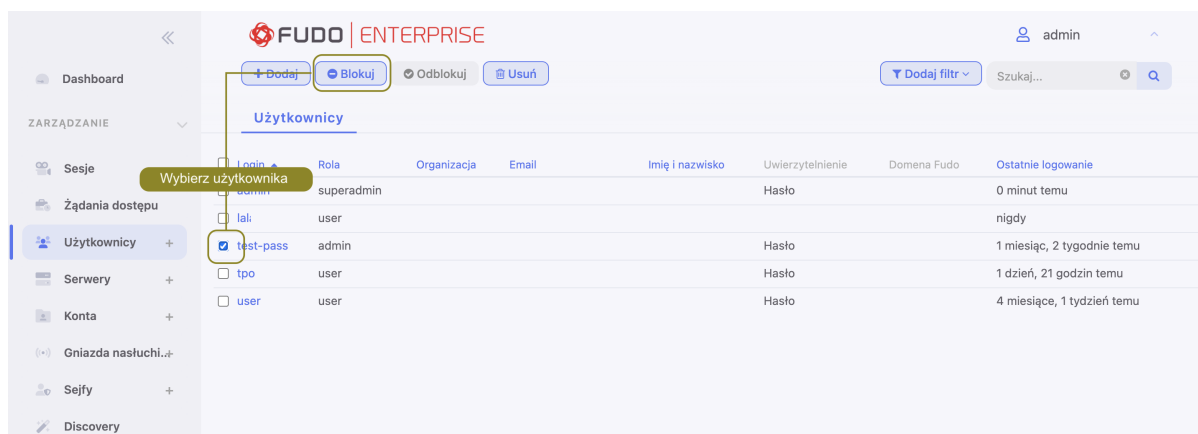 FUDO ENTERPRISE
admin
Dashboard
+ Dodaj Blokuj Odblokuj Usuń
Dodaj filtr
Szukaj...
ZARZĄDZANIE
Użytkownicy
Login Rola Organizacja Email Imię i nazwisko Uwierzytelnienie Domena Fudo Ostatnie logowanie
Sesje
Wybierz użytkownika
admin superadmin Hasło 0 minut temu
Żądania dostępu
user nigdy
Użytkownicy +
test-pass admin Hasło 1 miesiąc, 2 tygodnie temu
Serwery +
tpo user Hasło 1 dzień, 21 godzin temu
user user Hasło 4 miesiące, 1 tydzień temu
Konta +
Gniazda nasłuchi..+
Sejfy +
Discovery